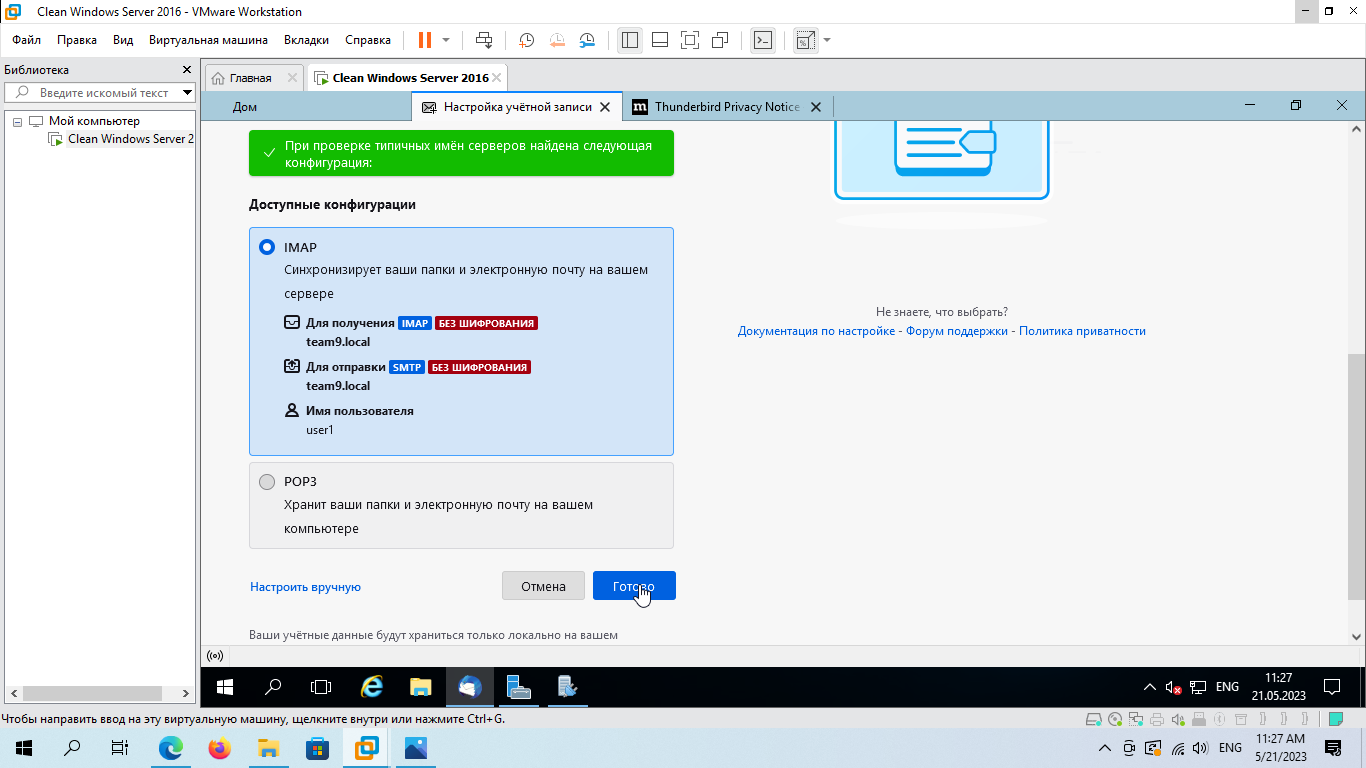 Clean Windows Server 2016 - VMware Workstation
Файл Правка Вид Виртуальная машина Вкладки Справка
Библиотека
Введите искомый текст
Мой компьютер
Clean Windows Server 2
Главная
Clean Windows Server 2016
Дом
Настройка учётной записи
Thunderbird Privacy Notice
При проверке типичных имён серверов найдена следующая
конфигурация:
Доступные конфигурации
IMAP
Синхронизирует ваши папки и электронную почту на вашем
сервере
Для получения IMAP БЕЗ ШИФРОВАНИЯ
team9.local
Для отправки SMTP БЕЗ ШИФРОВАНИЯ
team9.local
Имя пользователя
user1
POP3
Хранит ваши папки и электронную почту на вашем
компьютере
Настроить вручную
Отмена
Готово
Ваши учётные данные будут храниться только локально на вашем
Не знаете, что выбрать?
Документация по настройке - Форум поддержки - Политика приватности
ENG
11:27
21.05.2023
Чтобы направить ввод на эту виртуальную машину, щелкните внутри или нажмите Ctrl+G.
ENG
11:27 AM
5/21/2023